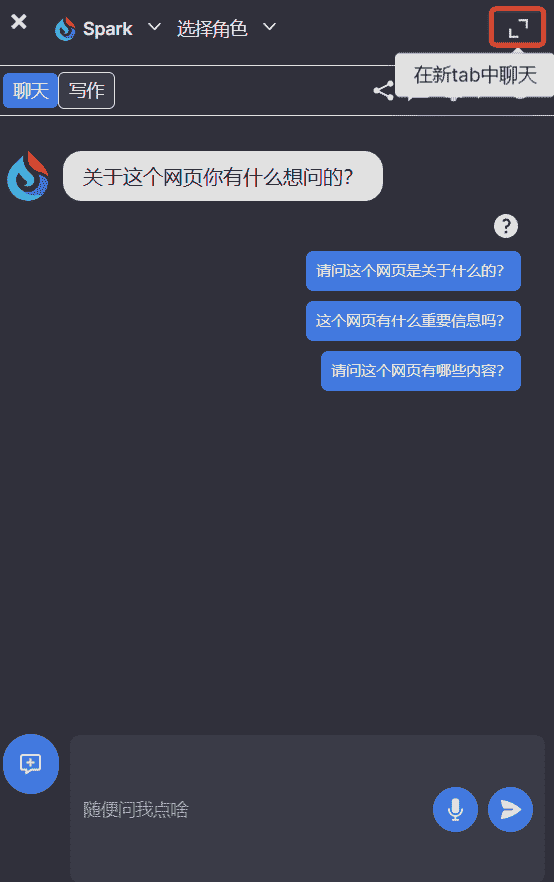 Spark 选择角色
在新tab中聊天
聊天 写作
关于这个网页你有什么想问的？
?
请问这个网页是关于什么的？
这个网页有什么重要信息吗？
请问这个网页有哪些内容？
随便问我点啥